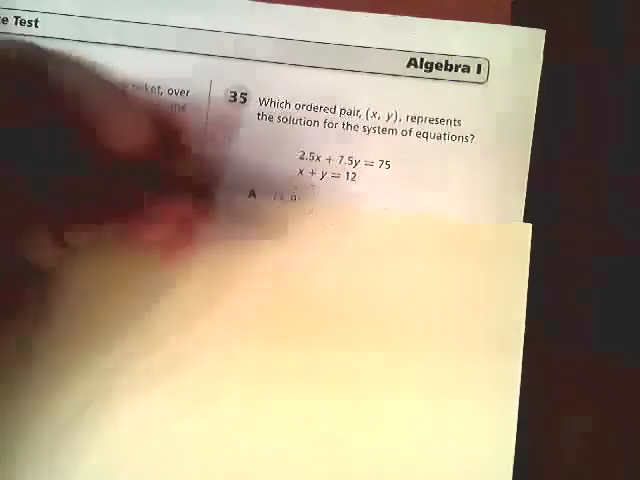 Test
Algebra I
over
35 Which ordered pair, (x, y), represents
the solution for the system of equations?
2.5x + 7.5y = 75
x + y = 12
A